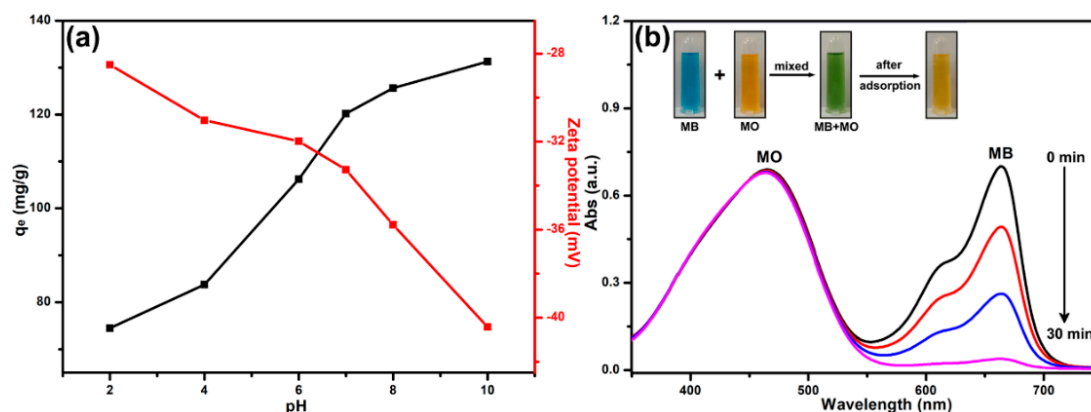 (a)
140
120
100
80
qe (mg/g)
2
4
6
8
10
pH
-28
-32
-36
-40
Zeta potential (mV)
(b)
1.2
0.9
0.6
0.3
0.0
Abs (a.u.)
MB
+
MO
mixed
MB+MO
after
adsorption
MO
MB
0 min
30 min
400
500
600
700
Wavelength (nm)